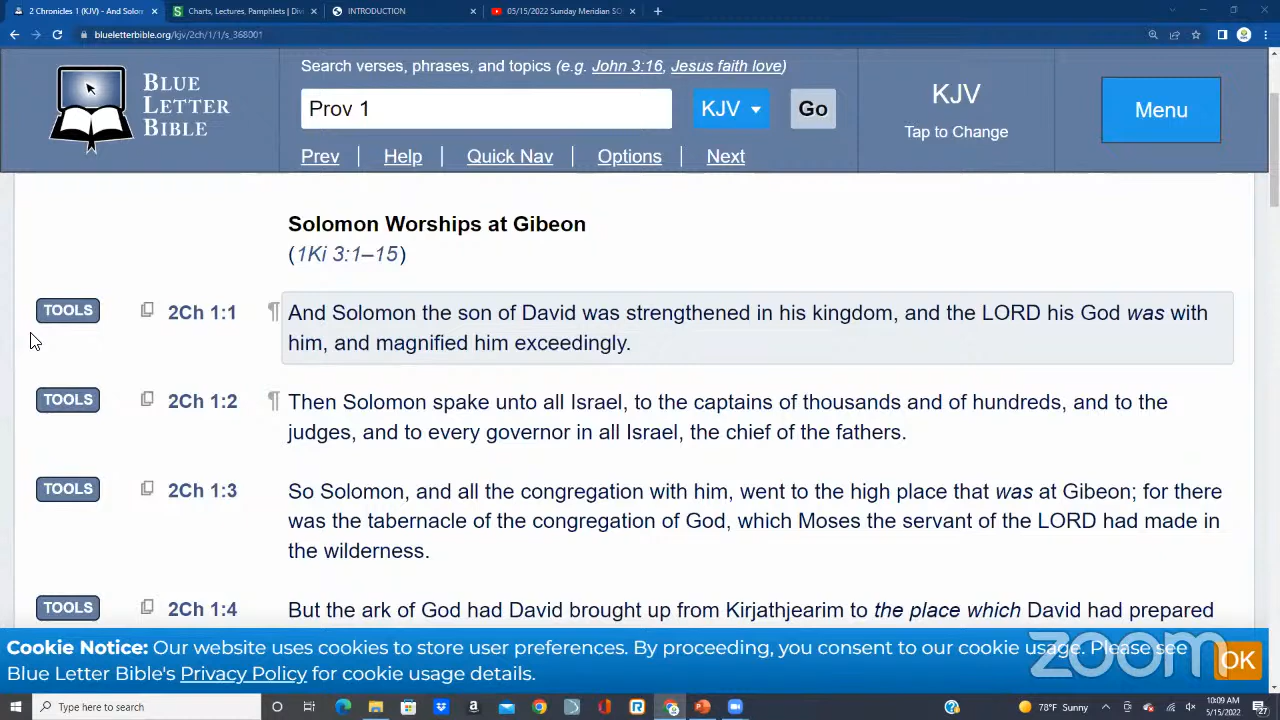 2 Chronicles 1 (KJV) - And Solom
Charts, Lectures, Pamphlets | Divi
INTRODUCTION
05/15/2022 Sunday Meridian SO
blueletterbible.org/kjv/2ch/1/1/s_368001
BLUE
LETTER
BIBLE
Search verses, phrases, and topics (e.g. John 3:16, Jesus faith love)
Prov 1
KJV
Go
Prev
Help
Quick Nav
Options
Next
KJV
Tap to Change
Menu
Solomon Worships at Gibeon
(1Ki 3:1–15)
TOOLS 2Ch 1:1 ¶ And Solomon the son of David was strengthened in his kingdom, and the LORD his God was with
him, and magnified him exceedingly.
TOOLS 2Ch 1:2 ¶ Then Solomon spake unto all Israel, to the captains of thousands and of hundreds, and to the
judges, and to every governor in all Israel, the chief of the fathers.
TOOLS 2Ch 1:3 So Solomon, and all the congregation with him, went to the high place that was at Gibeon; for there
was the tabernacle of the congregation of God, which Moses the servant of the LORD had made in
the wilderness.
TOOLS 2Ch 1:4 But the ark of God had David brought up from Kirjathjearim to the place which David had prepared
Cookie Notice: Our website uses cookies to store user preferences. By proceeding, you consent to our cookie usage. Please see
Blue Letter Bible's Privacy Policy for cookie usage details.
OK
zoom
Type here to search
78°F Sunny
10:09 AM
5/15/2022
27